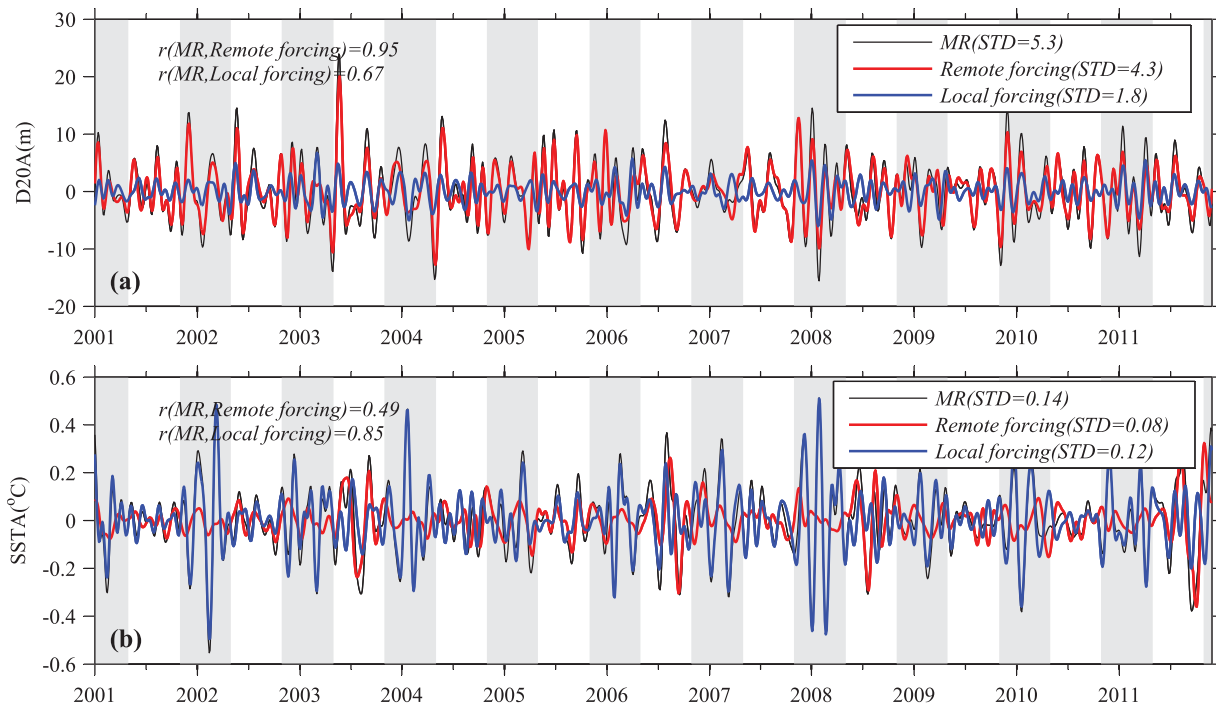 30
20
10
0
-10
-20
D20A(m)
r(MR,Remote forcing)=0.95
r(MR,Local forcing)=0.67
MR(STD=5.3)
Remote forcing(STD=4.3)
Local forcing(STD=1.8)
(a)
2001 2002 2003 2004 2005 2006 2007 2008 2009 2010 2011
0.6
0.4
0.2
0
-0.2
-0.4
-0.6
SSTA(°C)
r(MR,Remote forcing)=0.49
r(MR,Local forcing)=0.85
MR(STD=0.14)
Remote forcing(STD=0.08)
Local forcing(STD=0.12)
(b)
2001 2002 2003 2004 2005 2006 2007 2008 2009 2010 2011